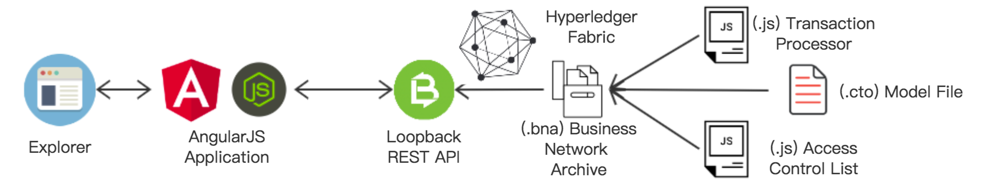 Explorer
AngularJS
Application
JS
Loopback
REST API
Hyperledger
Fabric
(.bna) Business
Network
Archive
JS
(.js) Transaction
Processor
(.cto) Model File
JS
(.js) Access
Control List